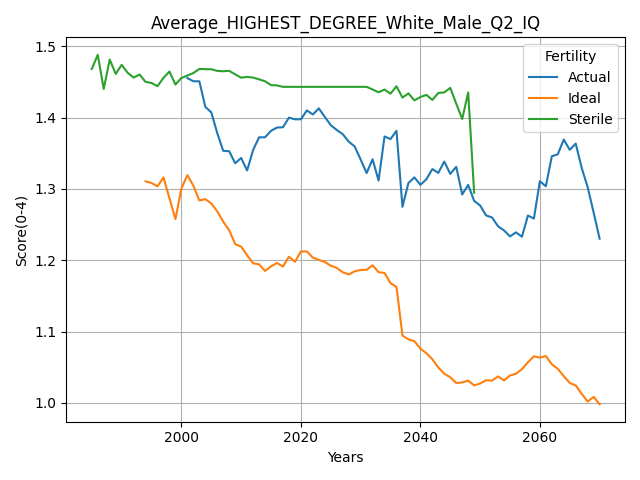 Average_HIGHEST_DEGREE_White_Male_Q2_IQ
Fertility
Actual
Ideal
Sterile
Score(0-4)
1.5
1.4
1.3
1.2
1.1
1.0
2000
2020
2040
2060
Years